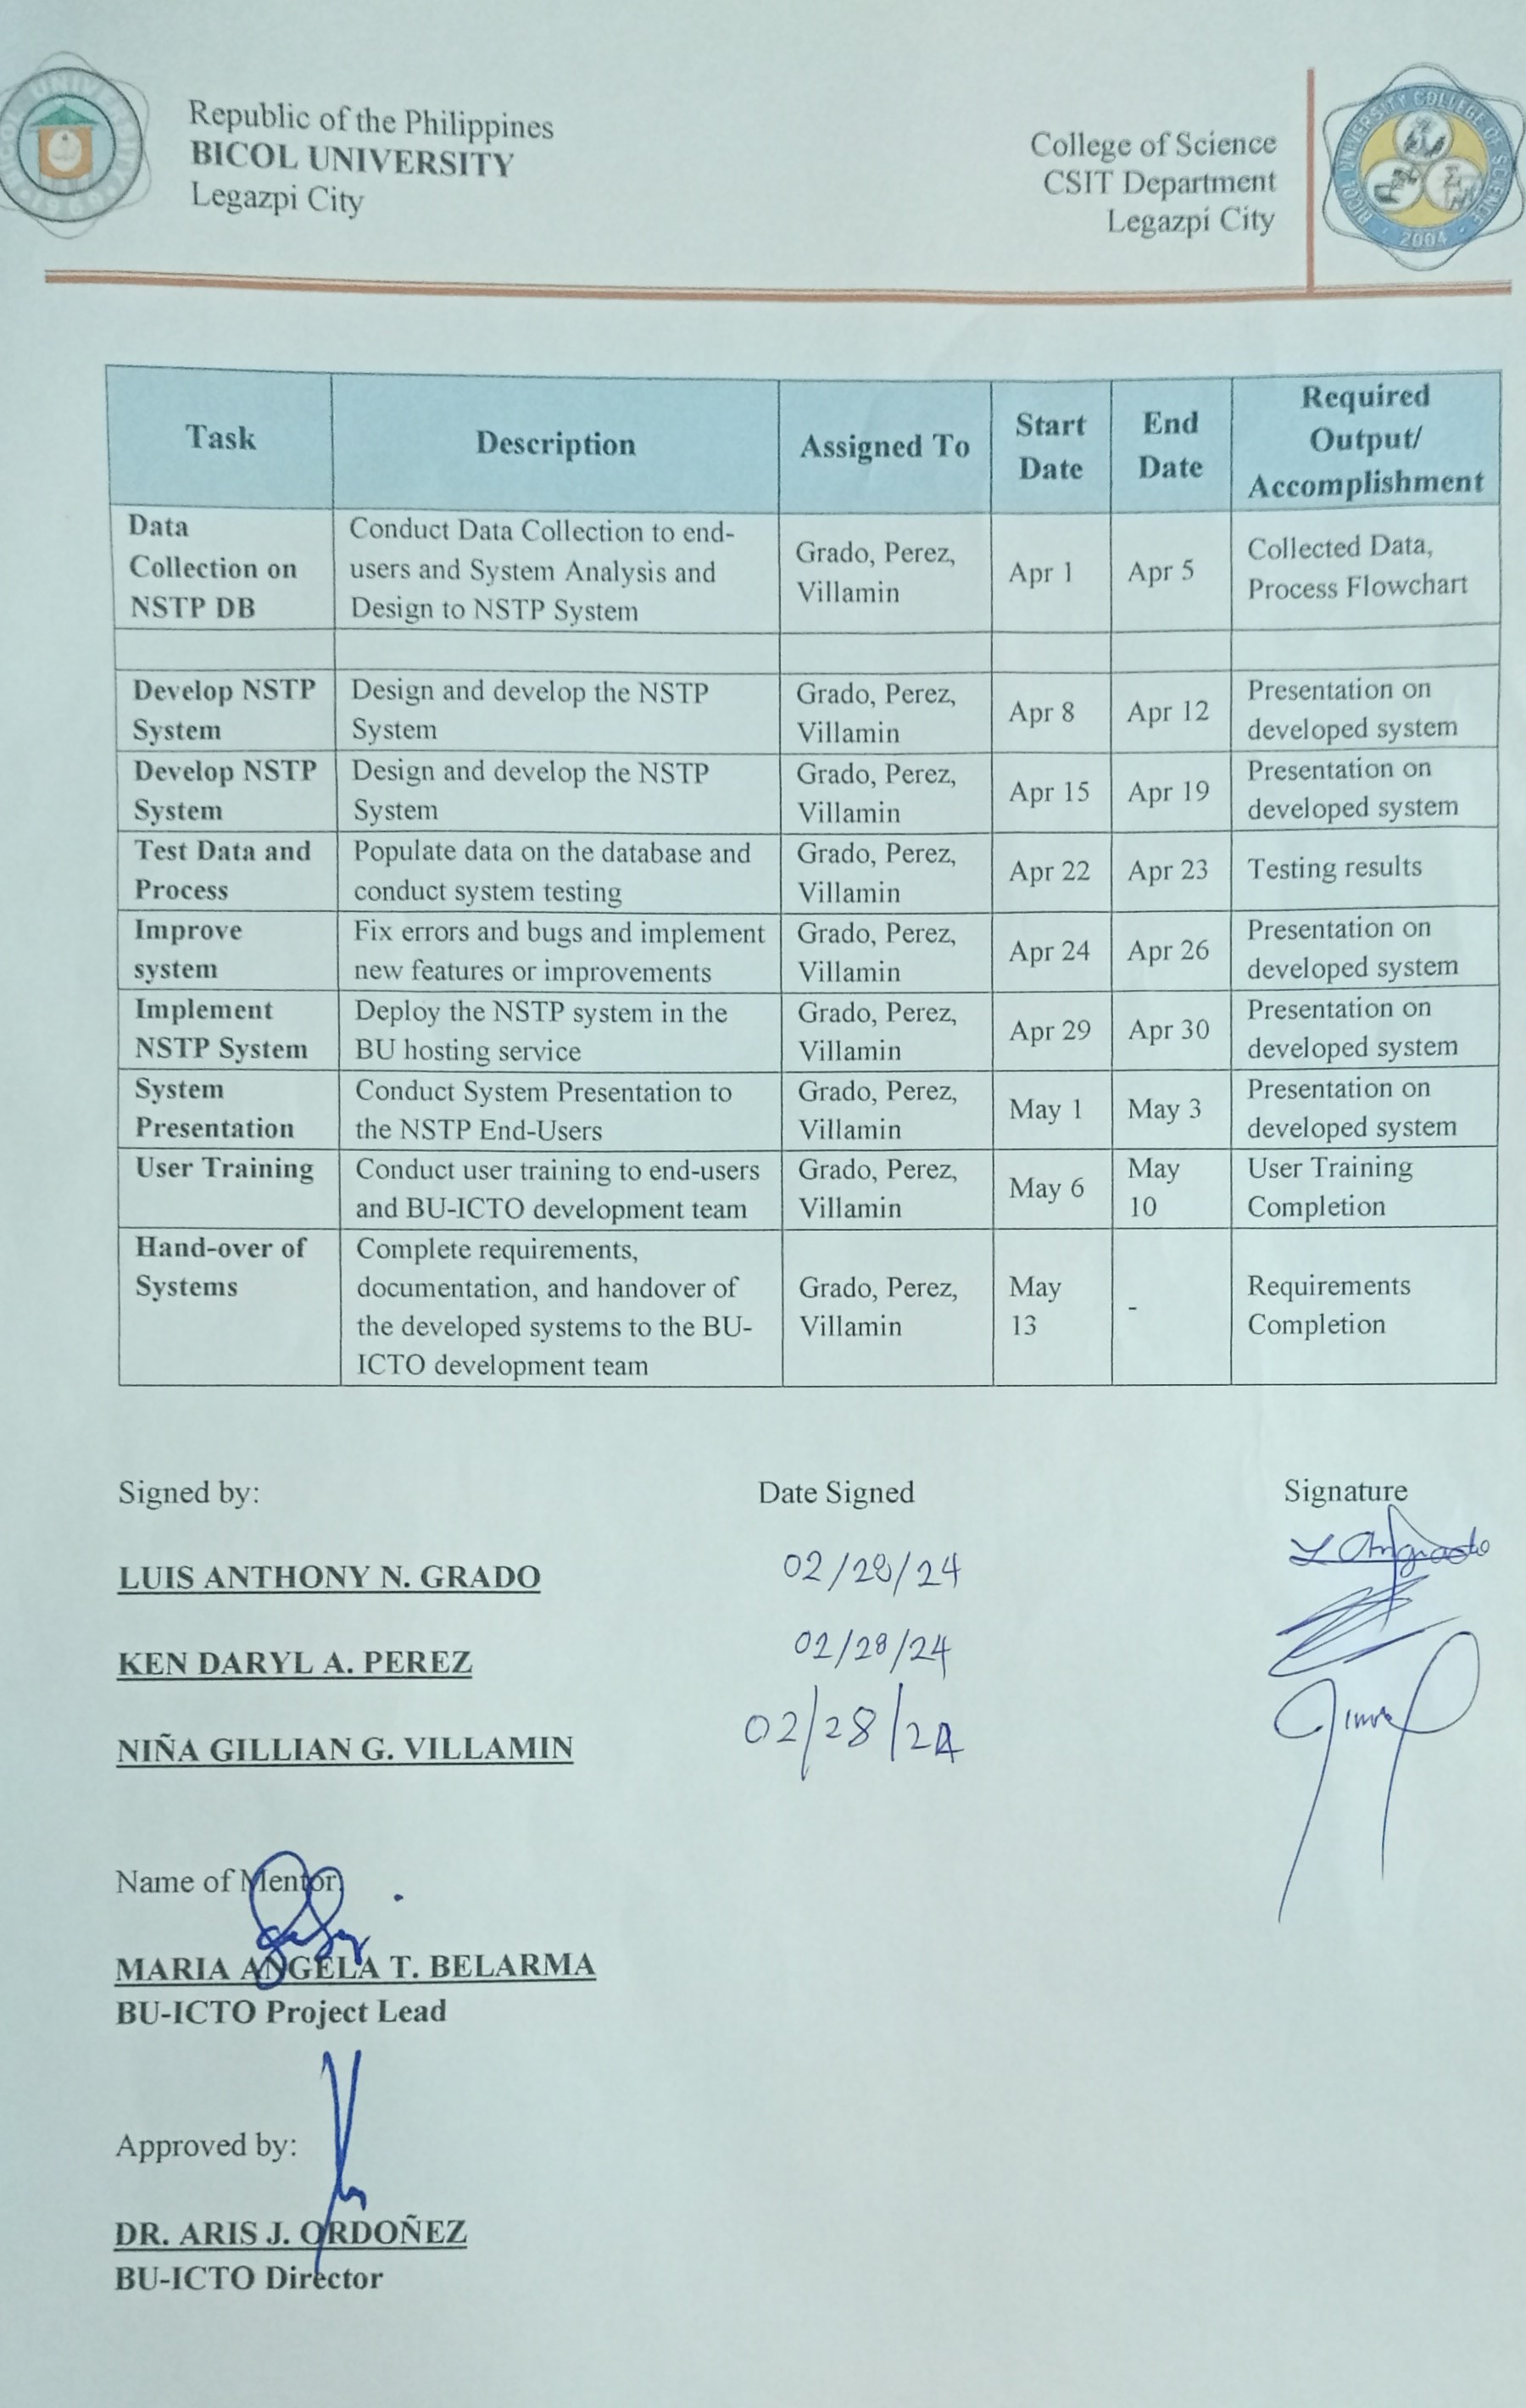 Republic of the Philippines
BICOL UNIVERSITY
Legazpi City
College of Science
CSIT Department
Legazpi City
UNIVERSITY COLLEGE OF SCIENCE
BICOL
2004
Task Description Assigned To Start Date End Date Required Output/ Accomplishment
Data Collection on NSTP DB Conduct Data Collection to end-users and System Analysis and Design to NSTP System Grado, Perez, Villamin Apr 1 Apr 5 Collected Data, Process Flowchart
Develop NSTP System Design and develop the NSTP System Grado, Perez, Villamin Apr 8 Apr 12 Presentation on developed system
Develop NSTP System Design and develop the NSTP System Grado, Perez, Villamin Apr 15 Apr 19 Presentation on developed system
Test Data and Process Populate data on the database and conduct system testing Grado, Perez, Villamin Apr 22 Apr 23 Testing results
Improve system Fix errors and bugs and implement new features or improvements Grado, Perez, Villamin Apr 24 Apr 26 Presentation on developed system
Implement NSTP System Deploy the NSTP system in the BU hosting service Grado, Perez, Villamin Apr 29 Apr 30 Presentation on developed system
System Presentation Conduct System Presentation to the NSTP End-Users Grado, Perez, Villamin May 1 May 3 Presentation on developed system
User Training Conduct user training to end-users and BU-ICTO development team Grado, Perez, Villamin May 6 May 10 User Training Completion
Hand-over of Systems Complete requirements, documentation, and handover of the developed systems to the BU-ICTO development team Grado, Perez, Villamin May 13 - Requirements Completion
Signed by: Date Signed Signature
LUIS ANTHONY N. GRADO 02/28/24
KEN DARYL A. PEREZ 02/28/24
NIÑA GILLIAN G. VILLAMIN 02/28/24
Name of Mentor
MARIA ANGELA T. BELARMA
BU-ICTO Project Lead
Approved by:
DR. ARIS J. ORDOÑEZ
BU-ICTO Director